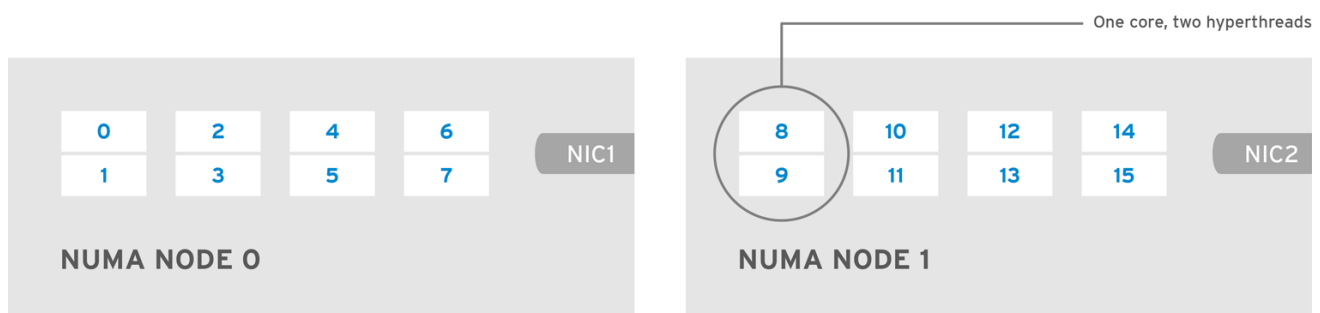 One core, two hyperthreads
0 2 4 6
1 3 5 7
NIC1
NUMA NODE 0
8 10 12 14
9 11 13 15
NIC2
NUMA NODE 1